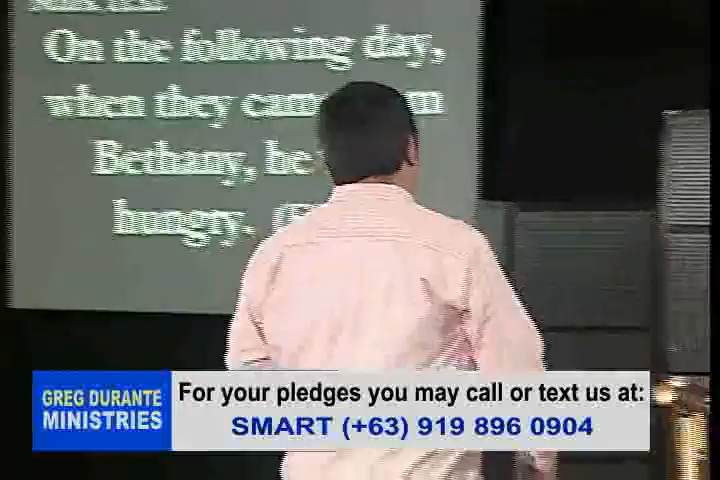 On the following day,
when they
Bethany, he
hungry.
GREG DURANTE
MINISTRIES
For your pledges you may call or text us at:
SMART (+63) 919 896 0904